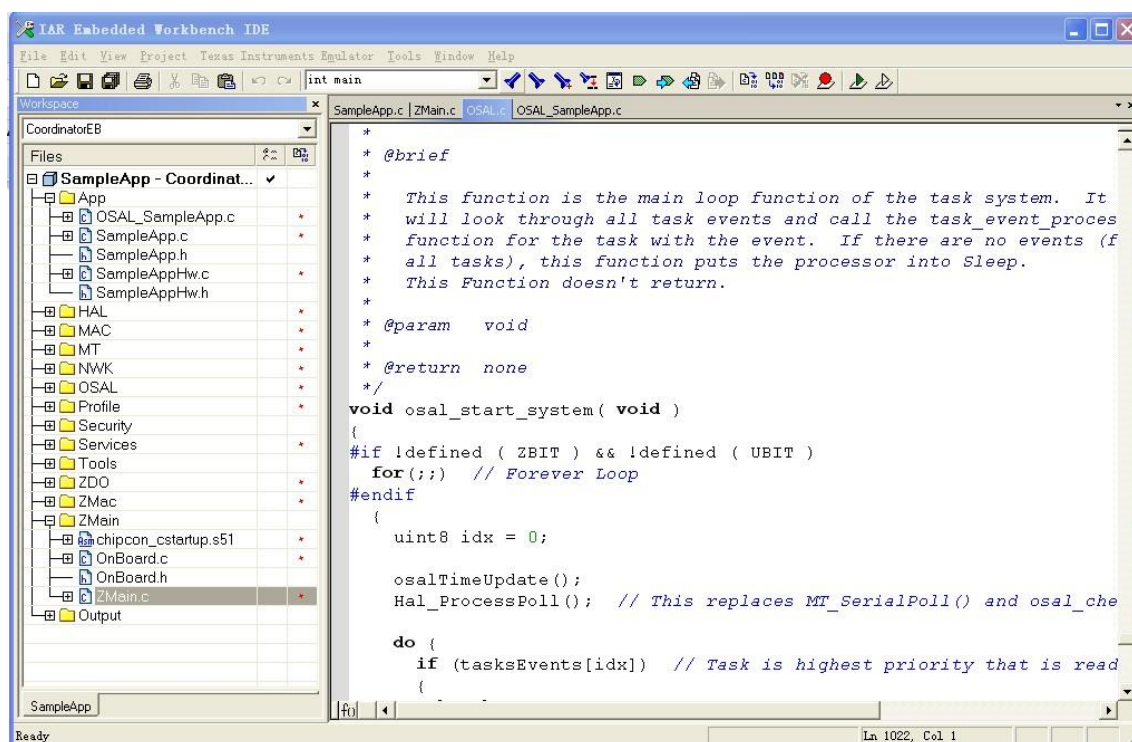 IAR Embedded Workbench IDE
File Edit View Project Texas Instruments Emulator Tools Window Help
int main
Workspace
CoordinatorEB
Files
SampleApp - Coordinat...
App
OSAL_SampleApp.c
SampleApp.c
SampleApp.h
SampleAppHw.c
SampleAppHw.h
HAL
MAC
MT
NWK
OSAL
Profile
Security
Services
Tools
ZDO
ZMac
ZMain
chipcon_cstartup.s51
OnBoard.c
OnBoard.h
ZMain.c
Output
SampleApp
SampleApp.c | ZMain.c OSAL.c OSAL_SampleApp.c
*
* @brief
*
* This function is the main loop function of the task system. It
* will look through all task events and call the task_event_proces
* function for the task with the event. If there are no events (f
* all tasks), this function puts the processor into Sleep.
* This Function doesn't return.
*
* @param void
*
* @return none
*/
void osal_start_system( void )
{
#if !defined ( ZBIT ) && !defined ( UBIT )
for(;;) // Forever Loop
#endif
{
uint8 idx = 0;
osalTimeUpdate();
Hal_ProcessPoll(); // This replaces MT_SerialPoll() and osal_che
do {
if (tasksEvents[idx]) // Task is highest priority that is read
{
f()
Ready
Ln 1022, Col 1